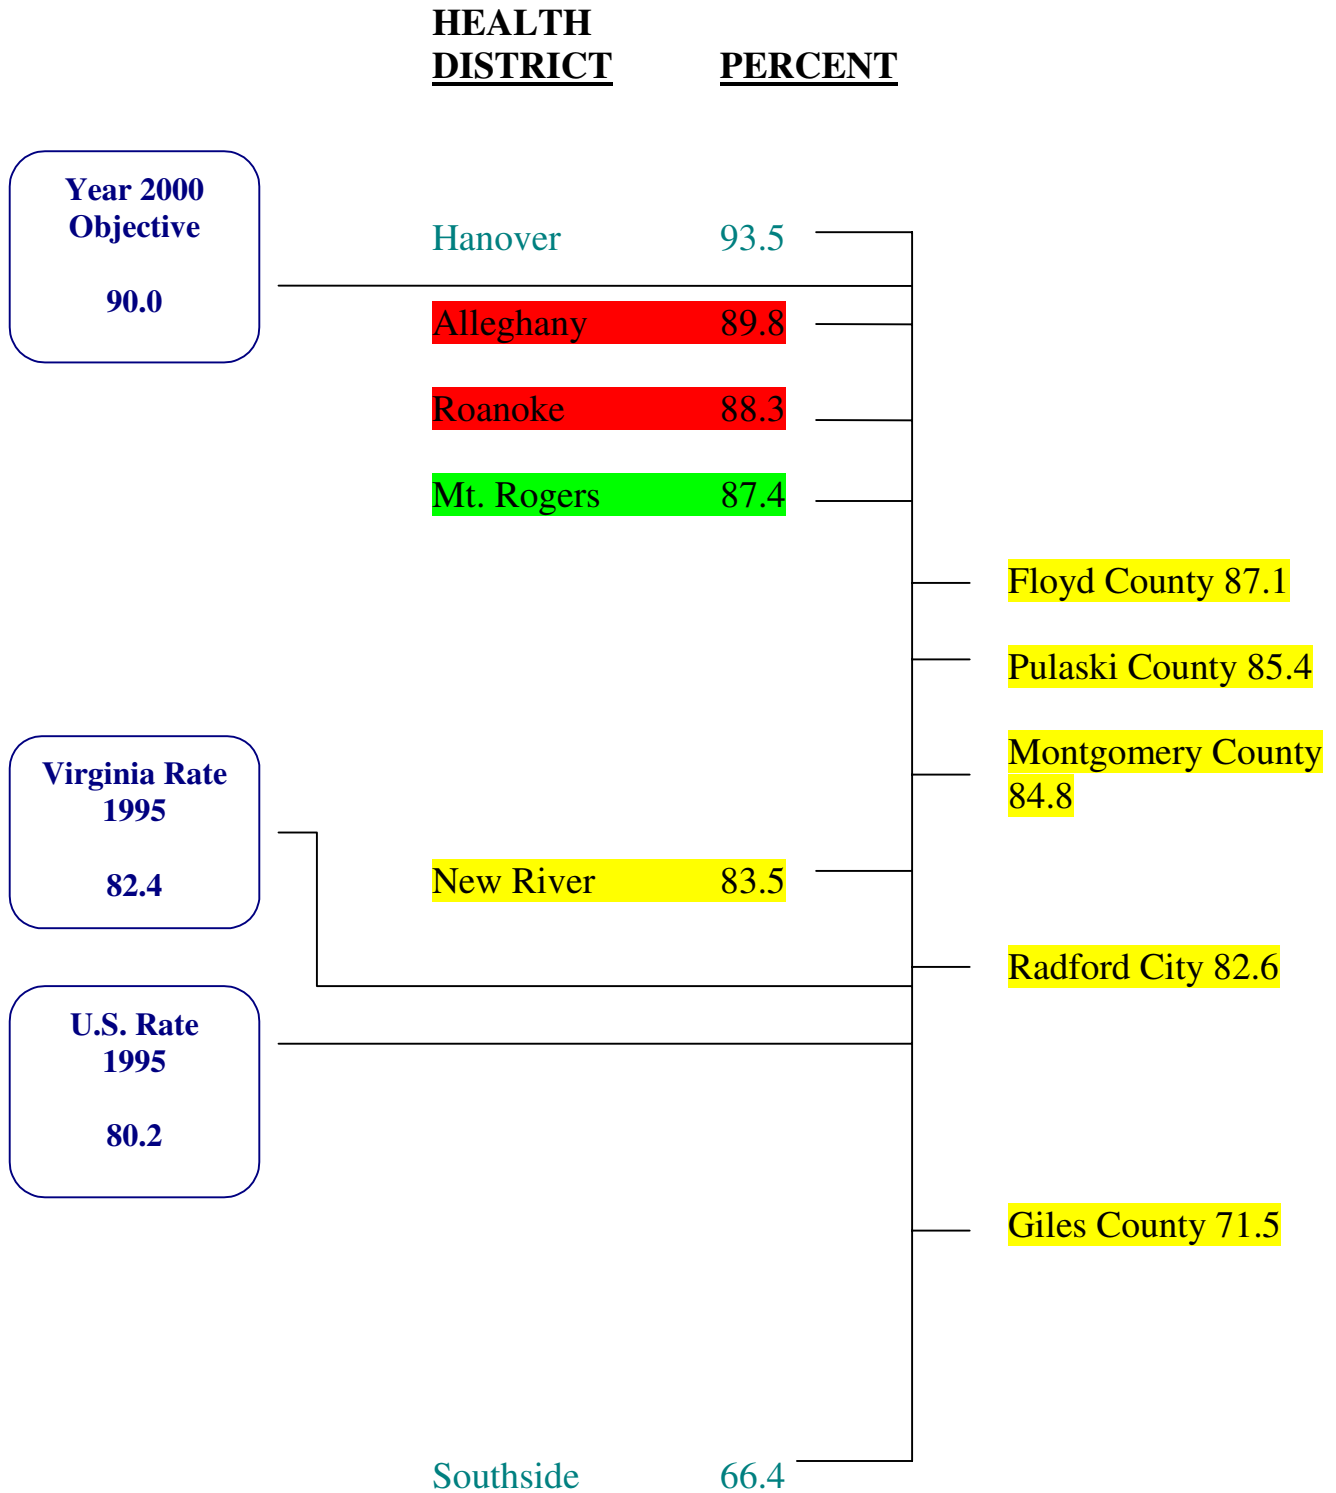 HEALTH
DISTRICT PERCENT
Year 2000
Objective
90.0
Hanover 93.5
Alleghany 89.8
Roanoke 88.3
Mt. Rogers 87.4
Floyd County 87.1
Pulaski County 85.4
Montgomery County
84.8
Virginia Rate
1995
82.4
New River 83.5
Radford City 82.6
U.S. Rate
1995
80.2
Giles County 71.5
Southside 66.4